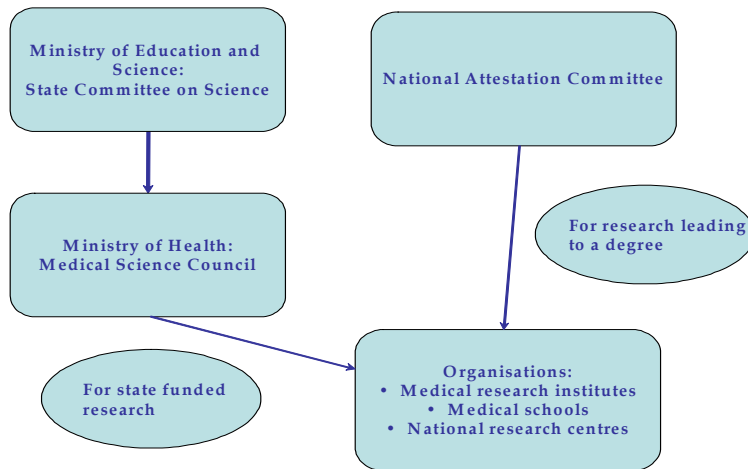 Ministry of Education and
Science:
State Committee on Science
National Attestation Committee
Ministry of Health:
Medical Science Council
For research leading
to a degree
For state funded
research
Organisations:
• Medical research institutes
• Medical schools
• National research centres